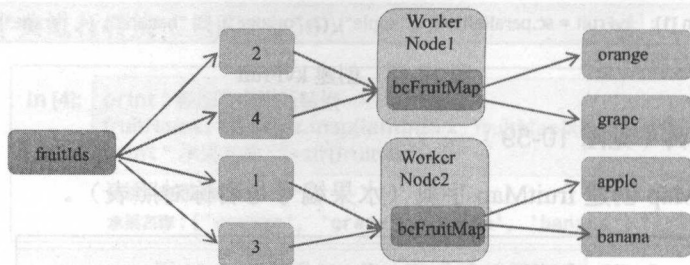 fruitIds
2
4
1
3
Worker
Node1
bcFruitMap
Worker
Node2
bcFruitMap
orange
grape
apple
banana